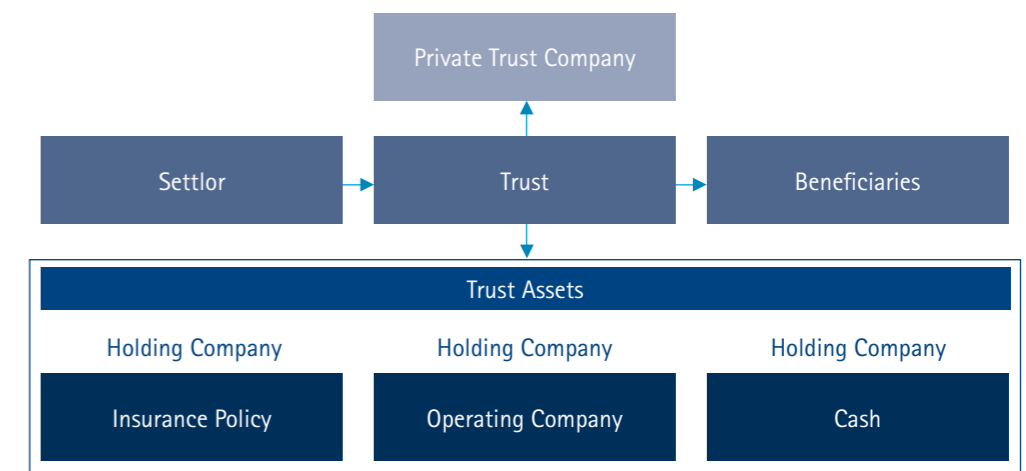 Private Trust Company
Settlor
Trust
Beneficiaries
Trust Assets
Holding Company
Holding Company
Holding Company
Insurance Policy
Operating Company
Cash